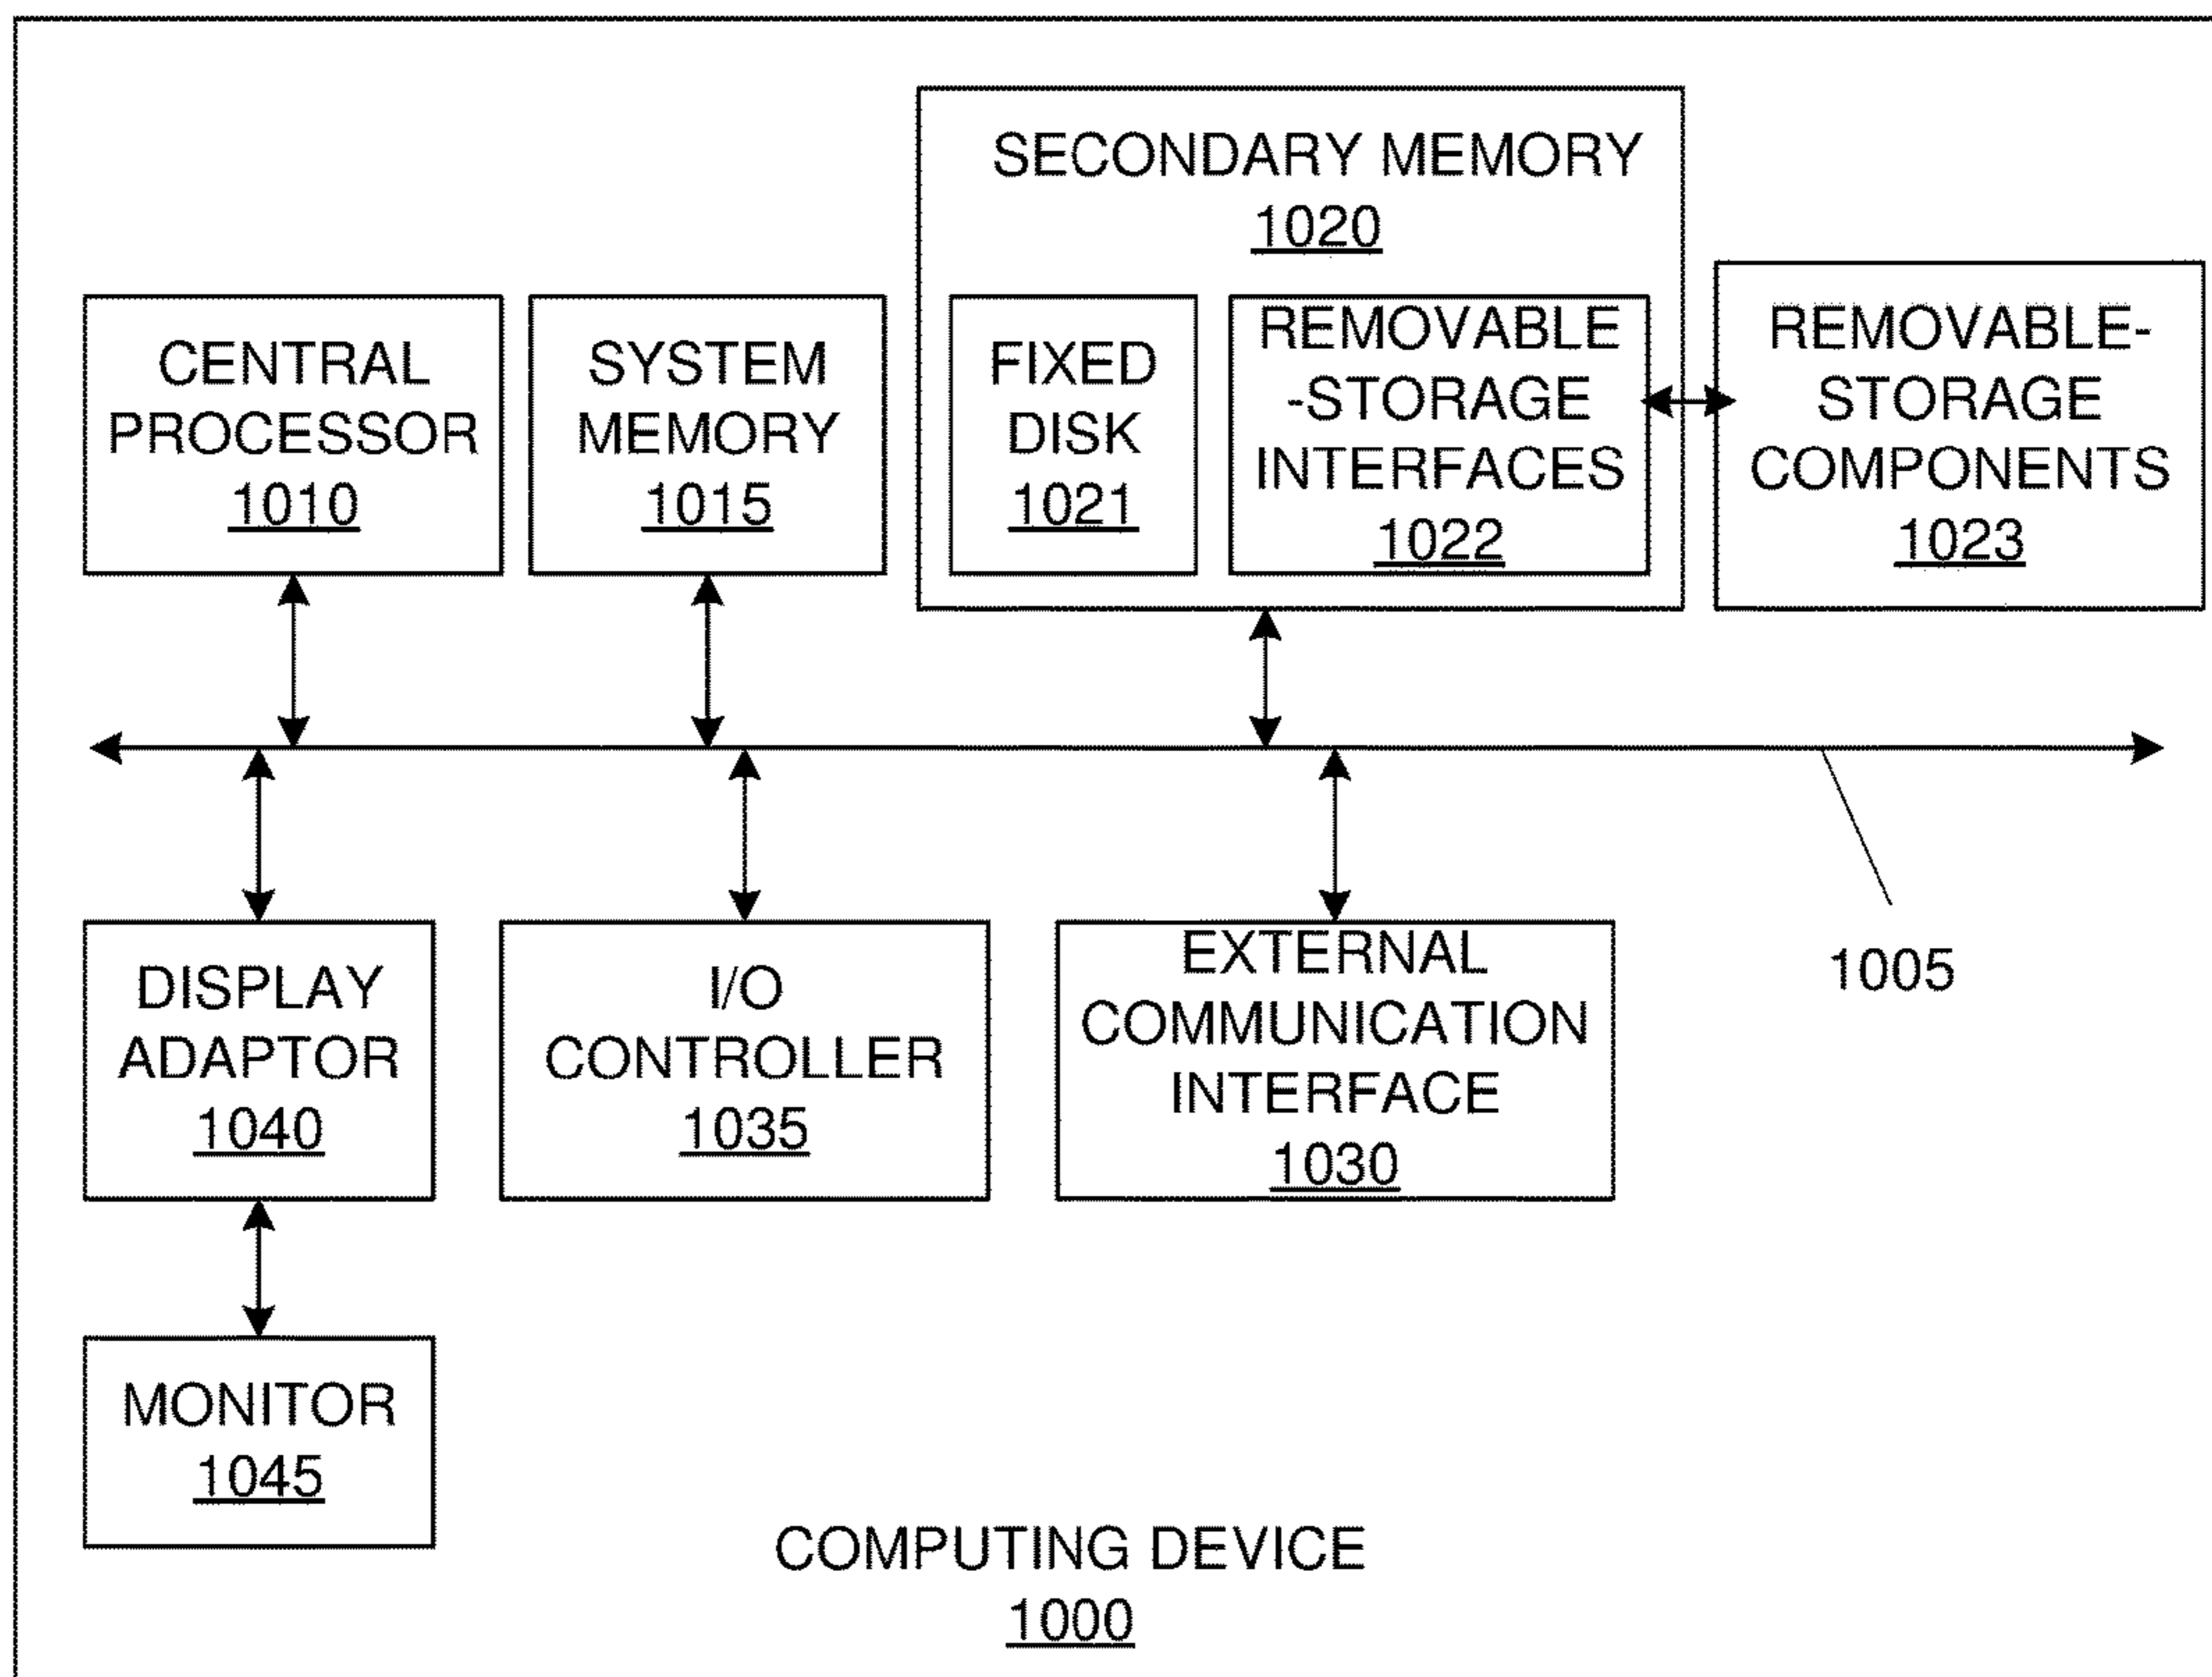 SECONDARY MEMORY
1020
CENTRAL
PROCESSOR
1010
SYSTEM
MEMORY
1015
FIXED
DISK
1021
REMOVABLE
-STORAGE
INTERFACES
1022
REMOVABLE-
STORAGE
COMPONENTS
1023
DISPLAY
ADAPTOR
1040
I/O
CONTROLLER
1035
EXTERNAL
COMMUNICATION
INTERFACE
1030
1005
MONITOR
1045
COMPUTING DEVICE
1000